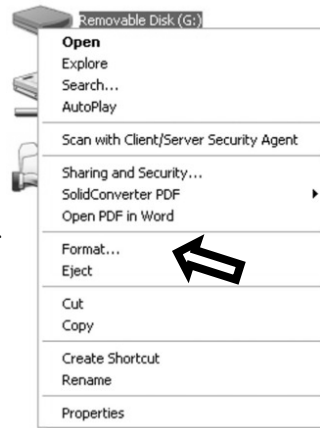 Removable Disk (G:)
Open
Explore
Search...
AutoPlay
Scan with Client/Server Security Agent
Sharing and Security...
SolidConverter PDF
Open PDF in Word
Format...
Eject
Cut
Copy
Create Shortcut
Rename
Properties